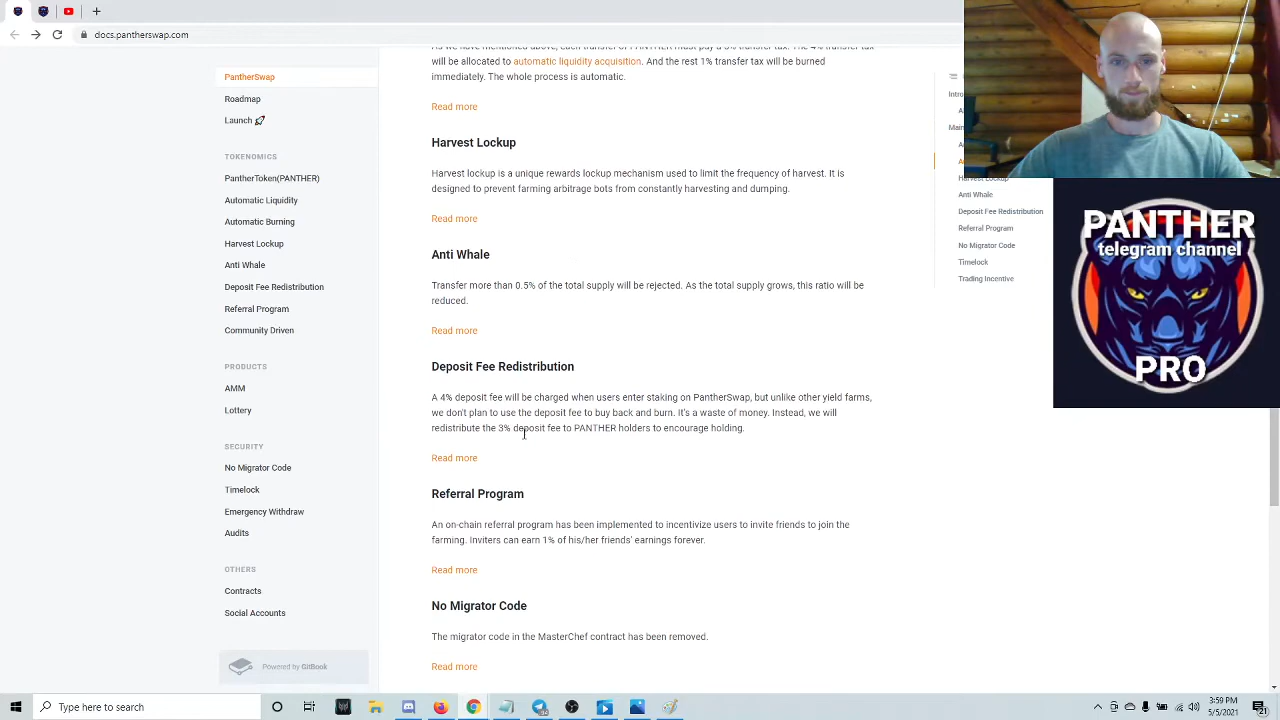 docs.pantherswap.com
PantherSwap
Roadmap
Launch
TOKENOMICS
PantherToken(PANTHER)
Automatic Liquidity
Automatic Burning
Harvest Lockup
Anti Whale
Deposit Fee Redistribution
Referral Program
Community Driven
PRODUCTS
AMM
Lottery
SECURITY
No Migrator Code
Timelock
Emergency Withdraw
Audits
OTHERS
Contracts
Social Accounts
Powered by GitBook
will be allocated to automatic liquidity acquisition. And the rest 1% transfer tax will be burned
immediately. The whole process is automatic.
Read more
Harvest Lockup
Harvest lockup is a unique rewards lockup mechanism used to limit the frequency of harvest. It is
designed to prevent farming arbitrage bots from constantly harvesting and dumping.
Read more
Anti Whale
Transfer more than 0.5% of the total supply will be rejected. As the total supply grows, this ratio will be
reduced.
Read more
Deposit Fee Redistribution
A 4% deposit fee will be charged when users enter staking on PantherSwap, but unlike other yield farms,
we don't plan to use the deposit fee to buy back and burn. It's a waste of money. Instead, we will
redistribute the 3% deposit fee to PANTHER holders to encourage holding.
Read more
Referral Program
An on-chain referral program has been implemented to incentivize users to invite friends to join the
farming. Inviters can earn 1% of his/her friends' earnings forever.
Read more
No Migrator Code
The migrator code in the MasterChef contract has been removed.
Read more
Harvest Lockup
Anti Whale
Deposit Fee Redistribution
Referral Program
No Migrator Code
Timelock
Trading Incentive
PANTHER
telegram channel
PRO
Type here to search
3:59 PM
5/5/2021